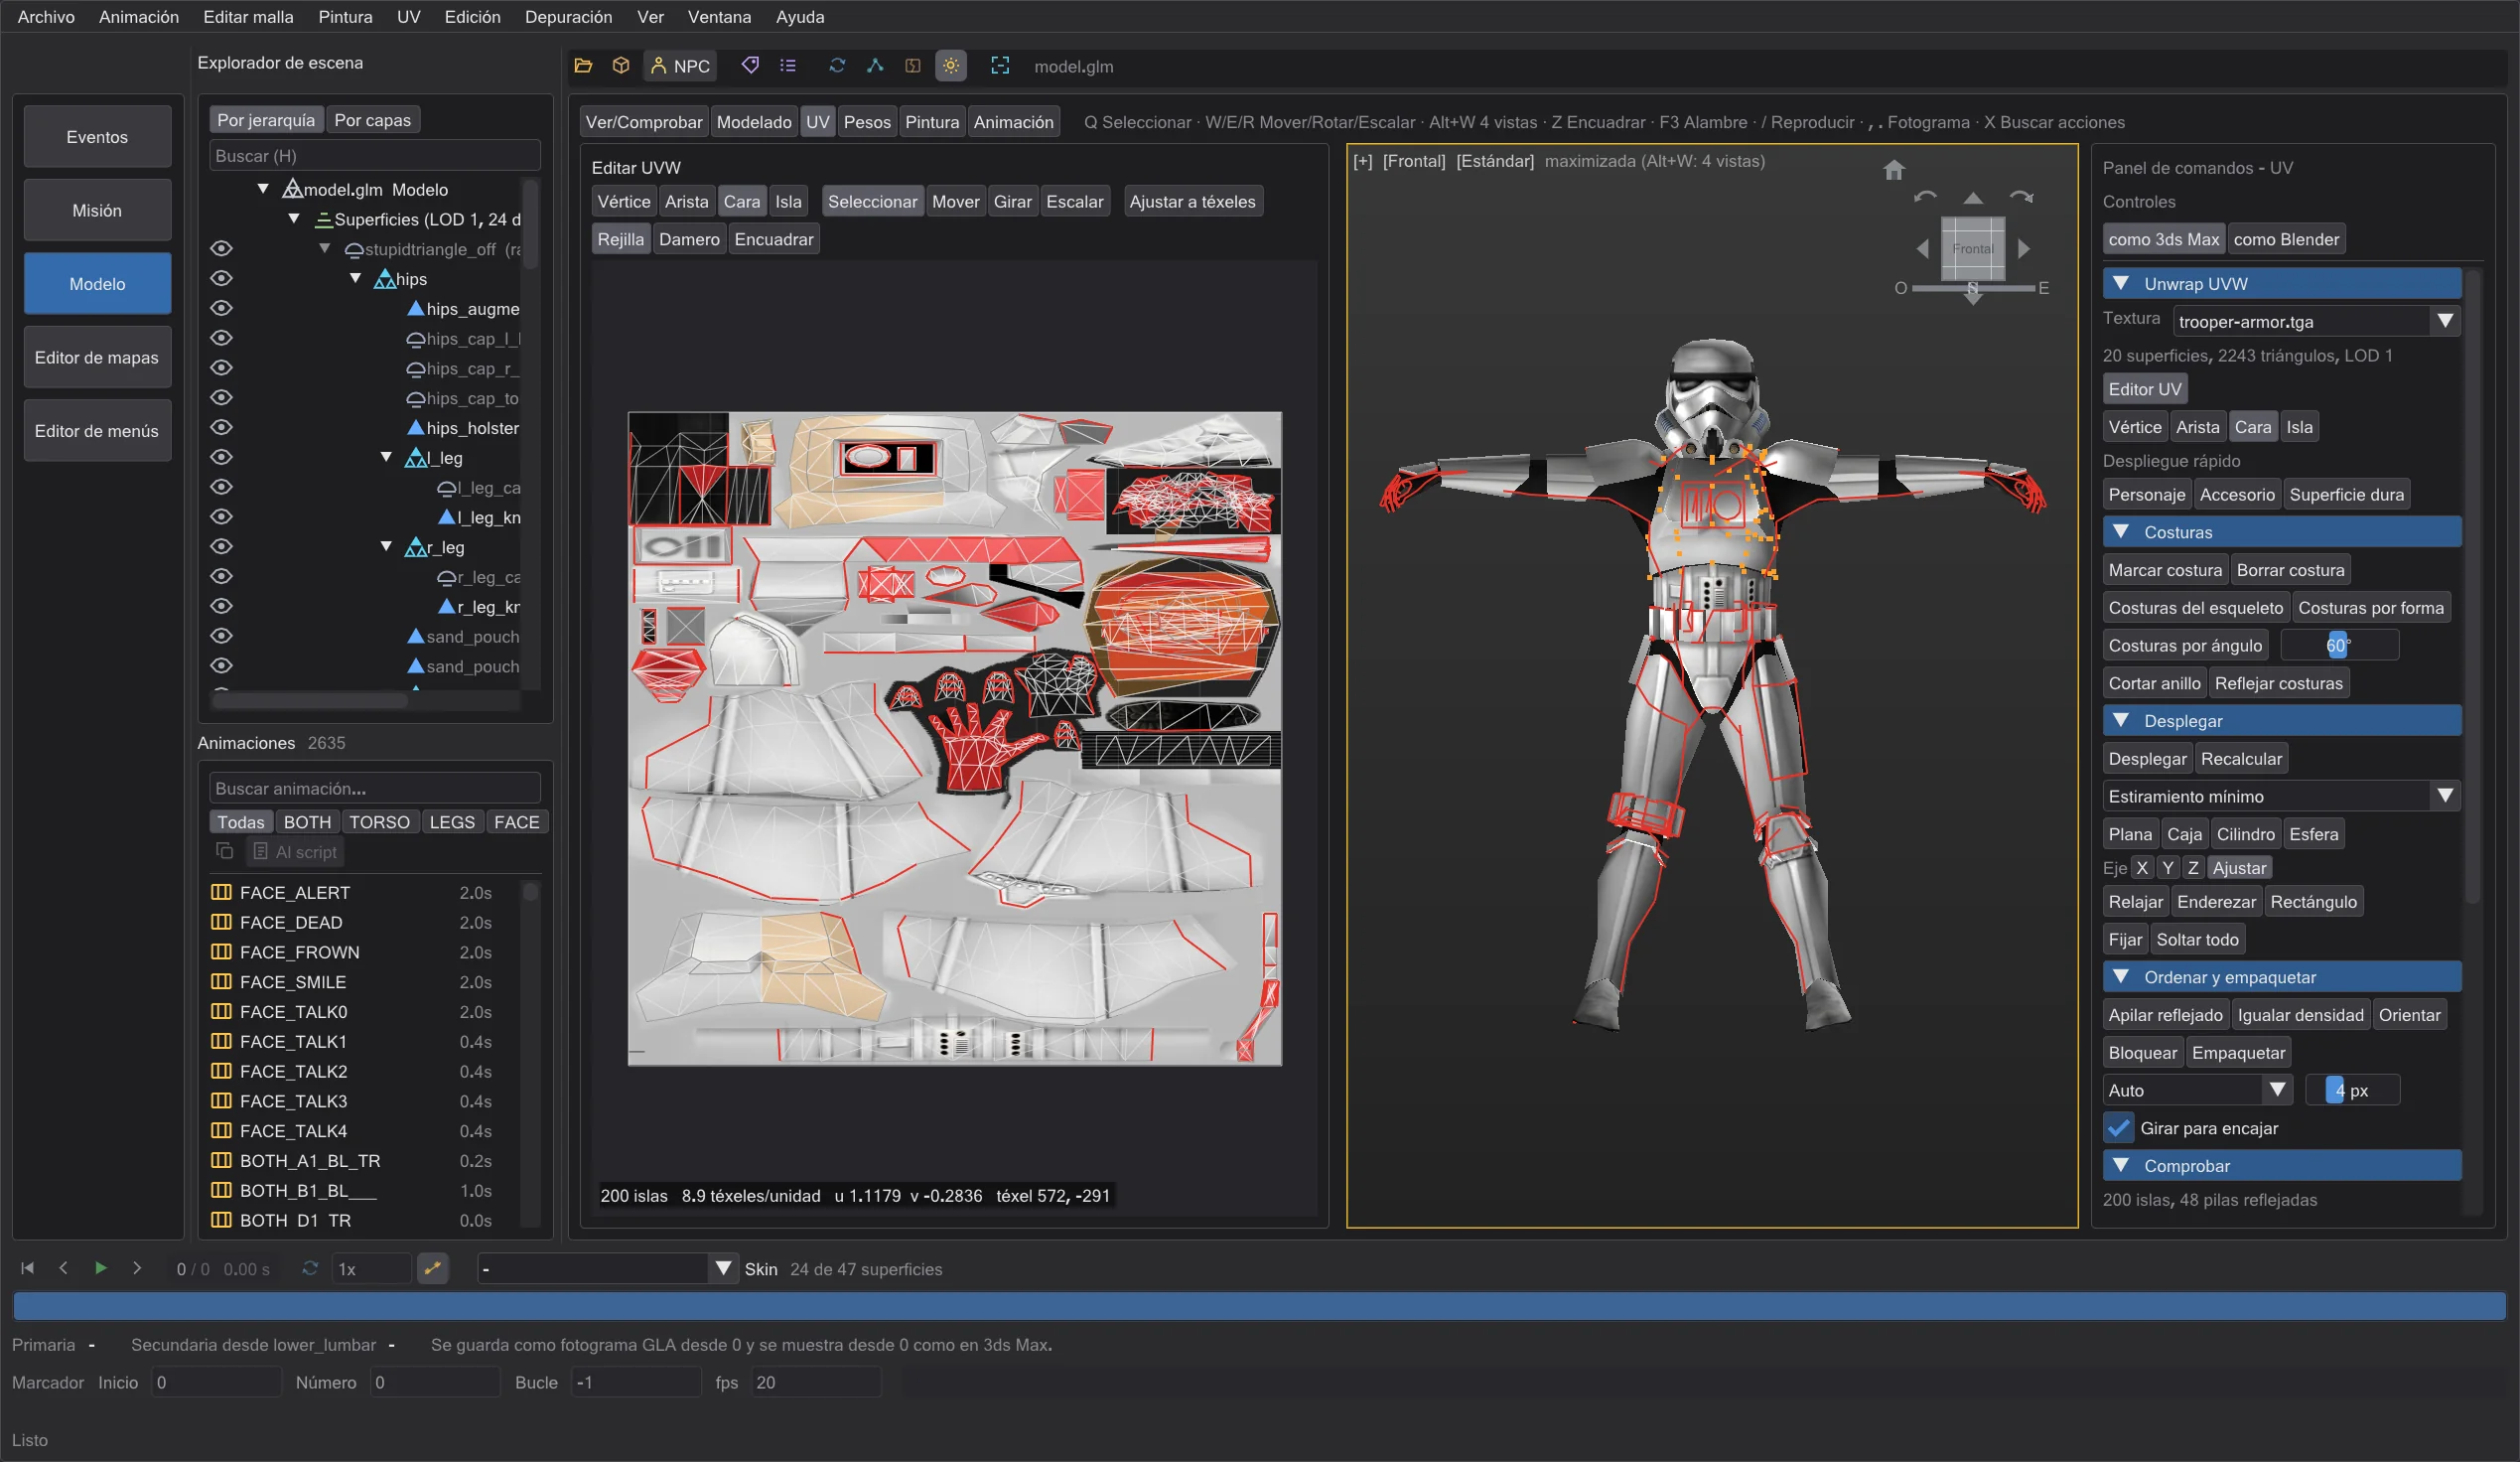 Archivo Animación Editar malla Pintura UV Edición Depuración Ver Ventana Ayuda
Explorador de escena
NPC model.glm
Eventos
Misión
Modelo
Editor de mapas
Editor de menús
Por jerarquía Por capas
Buscar (H)
model.glm Modelo
Superficies (LOD 1, 24 d
stupidtriangle_off (ra
hips
hips_augme
hips_cap_l_l
hips_cap_r_
hips_cap_to
hips_holster
l_leg
l_leg_ca
l_leg_kn
r_leg
r_leg_ca
r_leg_kn
sand_pouch
sand_pouch
Animaciones 2635
Buscar animación...
Todas BOTH TORSO LEGS FACE
Al script
FACE_ALERT 2.0s
FACE_DEAD 2.0s
FACE_FROWN 2.0s
FACE_SMILE 2.0s
FACE_TALK0 2.0s
FACE_TALK1 0.4s
FACE_TALK2 0.4s
FACE_TALK3 0.4s
FACE_TALK4 0.4s
BOTH_A1_BL_TR 0.2s
BOTH_B1_BL___ 1.0s
BOTH_D1_TR 0.0s
Ver/Comprobar Modelado UV Pesos Pintura Animación Q Seleccionar · W/E/R Mover/Rotar/Escalar · Alt+W 4 vistas · Z Encuadrar · F3 Alambre · / Reproducir · , . Fotograma · X Buscar acciones
Editar UVW
Vértice Arista Cara Isla Seleccionar Mover Girar Escalar Ajustar a téxeles
Rejilla Damero Encuadrar
200 islas 8.9 téxeles/unidad u 1.1179 v -0.2836 téxel 572, -291
[+] [Frontal] [Estándar] maximizada (Alt+W: 4 vistas)
Frontal
O S E
Panel de comandos - UV
Controles
como 3ds Max como Blender
Unwrap UVW
Textura trooper-armor.tga
20 superficies, 2243 triángulos, LOD 1
Editor UV
Vértice Arista Cara Isla
Despliegue rápido
Personaje Accesorio Superficie dura
Costuras
Marcar costura Borrar costura
Costuras del esqueleto Costuras por forma
Costuras por ángulo 60°
Cortar anillo Reflejar costuras
Desplegar
Desplegar Recalcular
Estiramiento mínimo
Plana Caja Cilindro Esfera
Eje X Y Z Ajustar
Relajar Enderezar Rectángulo
Fijar Soltar todo
Ordenar y empaquetar
Apilar reflejado Igualar densidad Orientar
Bloquear Empaquetar
Auto 4 px
Girar para encajar
Comprobar
200 islas, 48 pilas reflejadas
0 / 0 0.00 s 1x - Skin 24 de 47 superficies
Primaria - Secundaria desde lower_lumbar - Se guarda como fotograma GLA desde 0 y se muestra desde 0 como en 3ds Max.
Marcador Inicio 0 Número 0 Bucle -1 fps 20
Listo